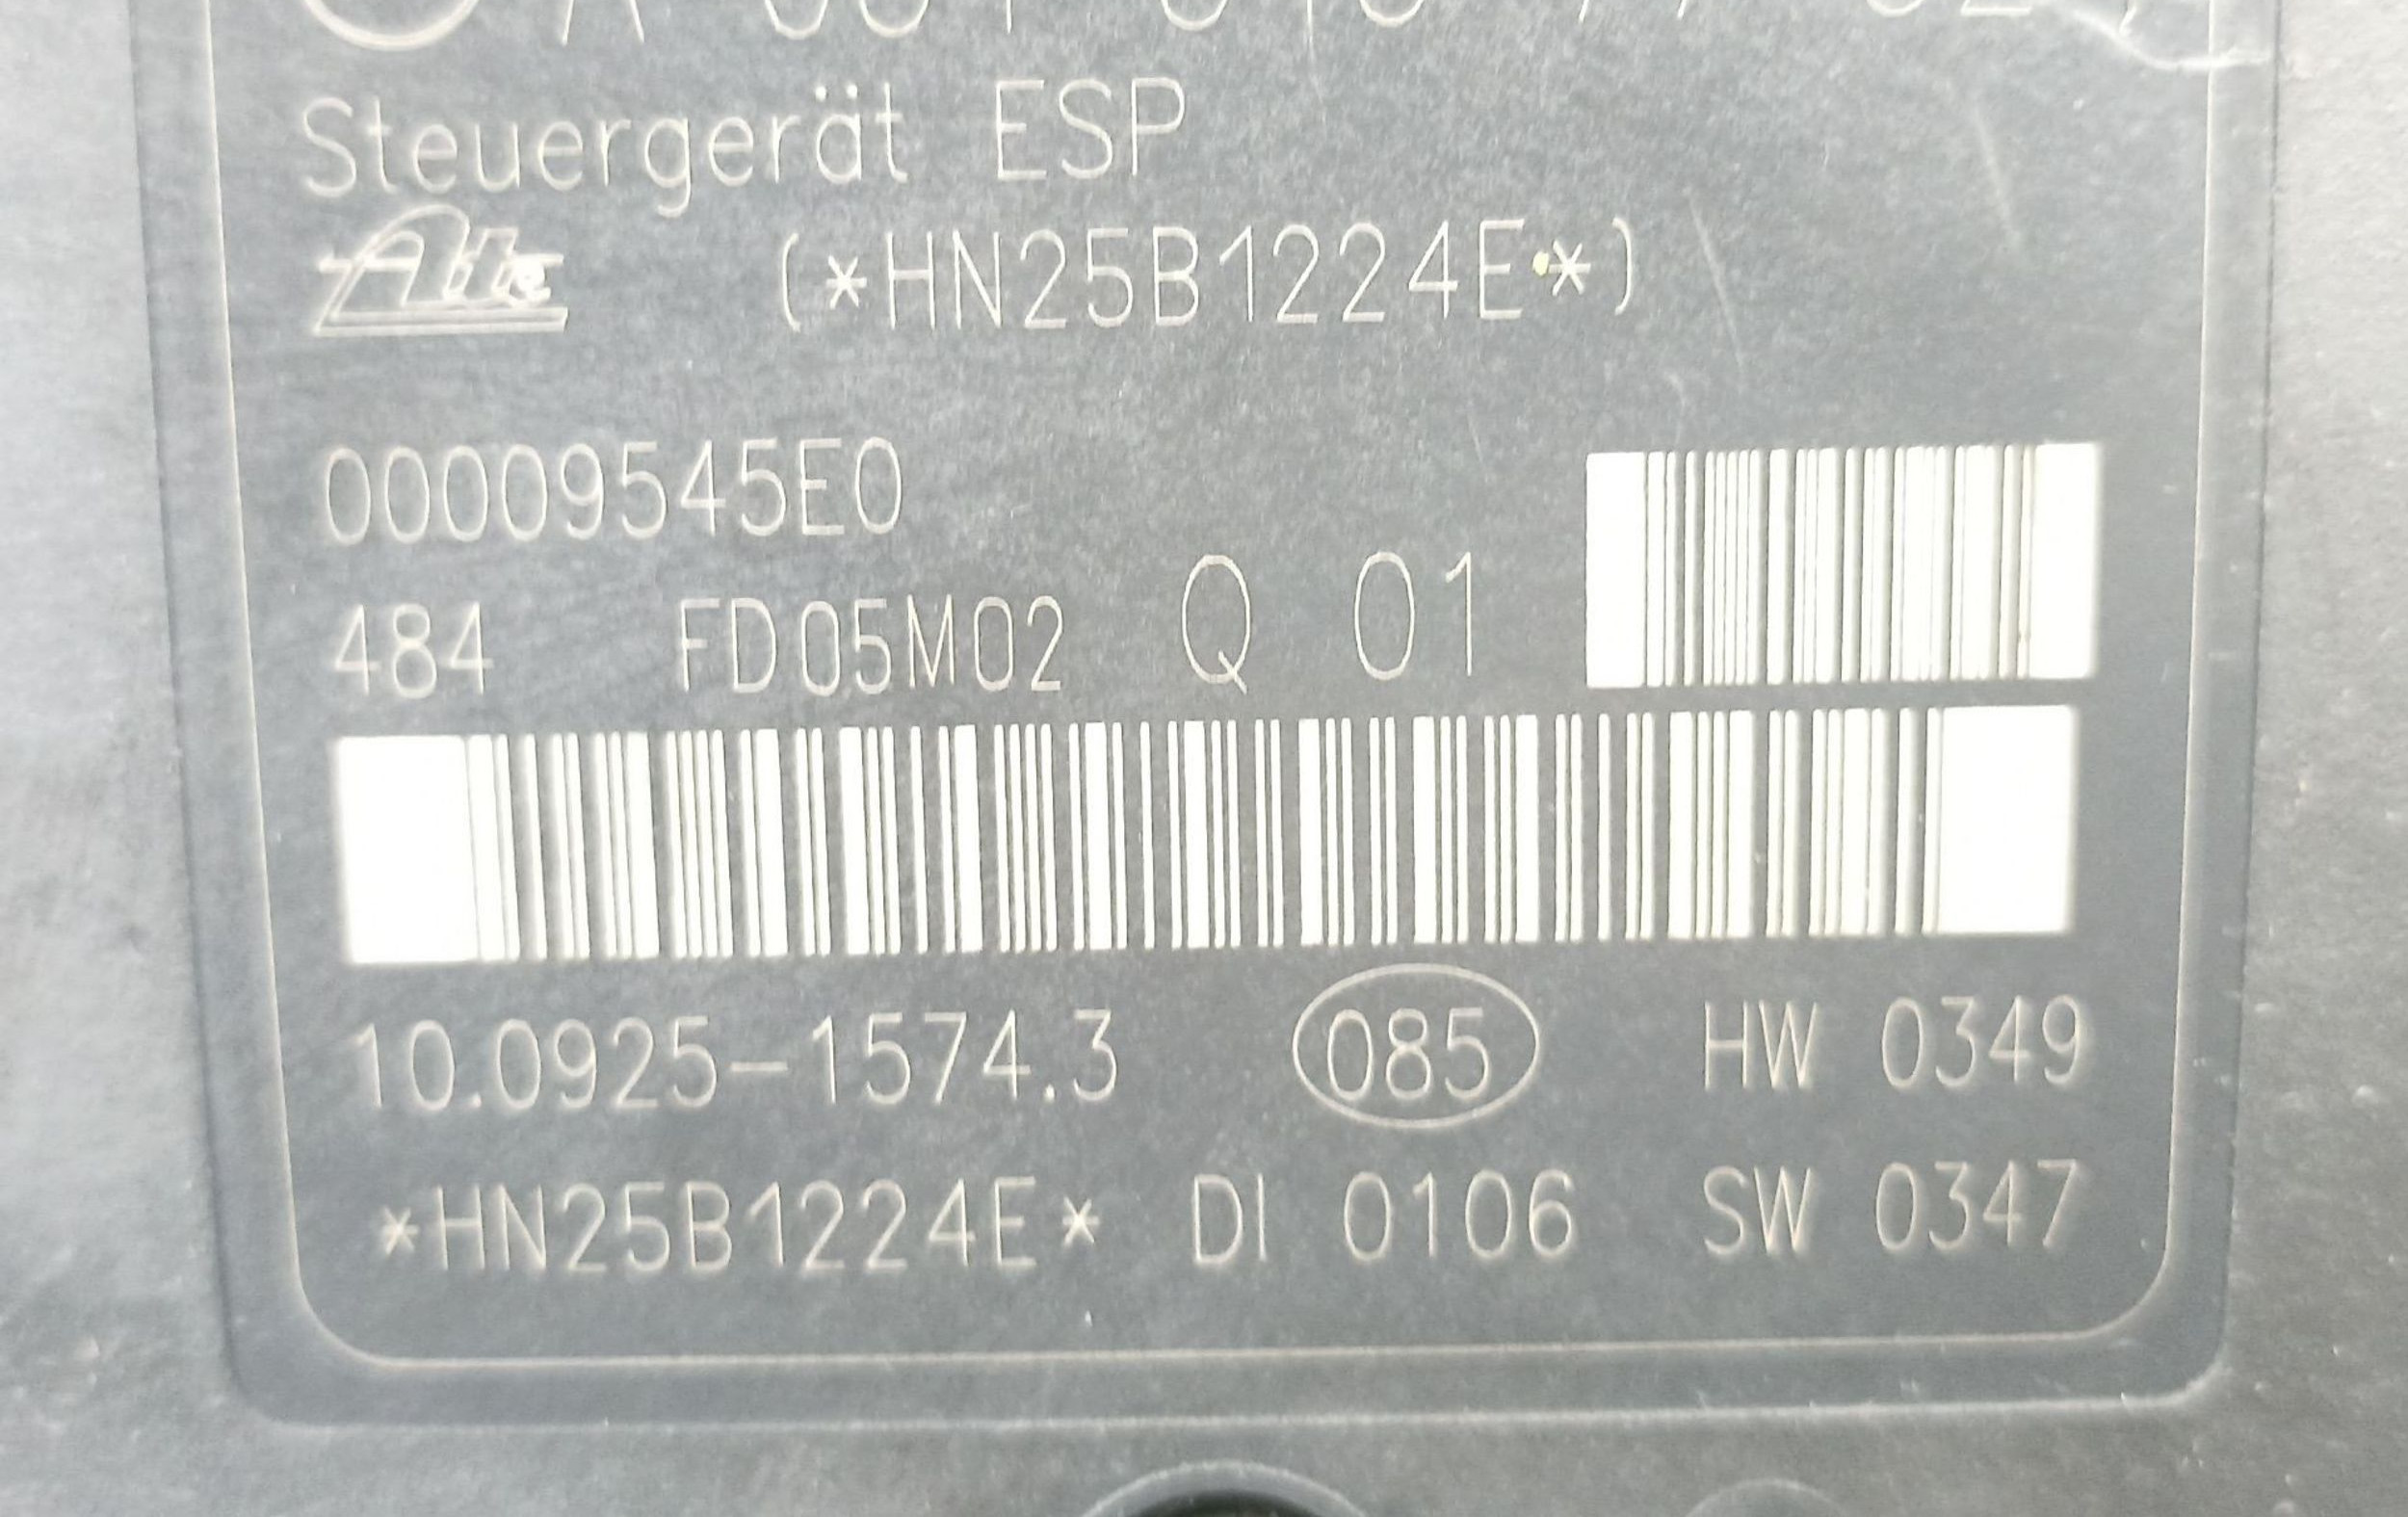 Steuergerät ESP
Ate (*HN25B1224E*)
00009545E0
484 FD05M02 Q 01
10.0925-1574.3 085 HW 0349
*HN25B1224E* DI 0106 SW 0347